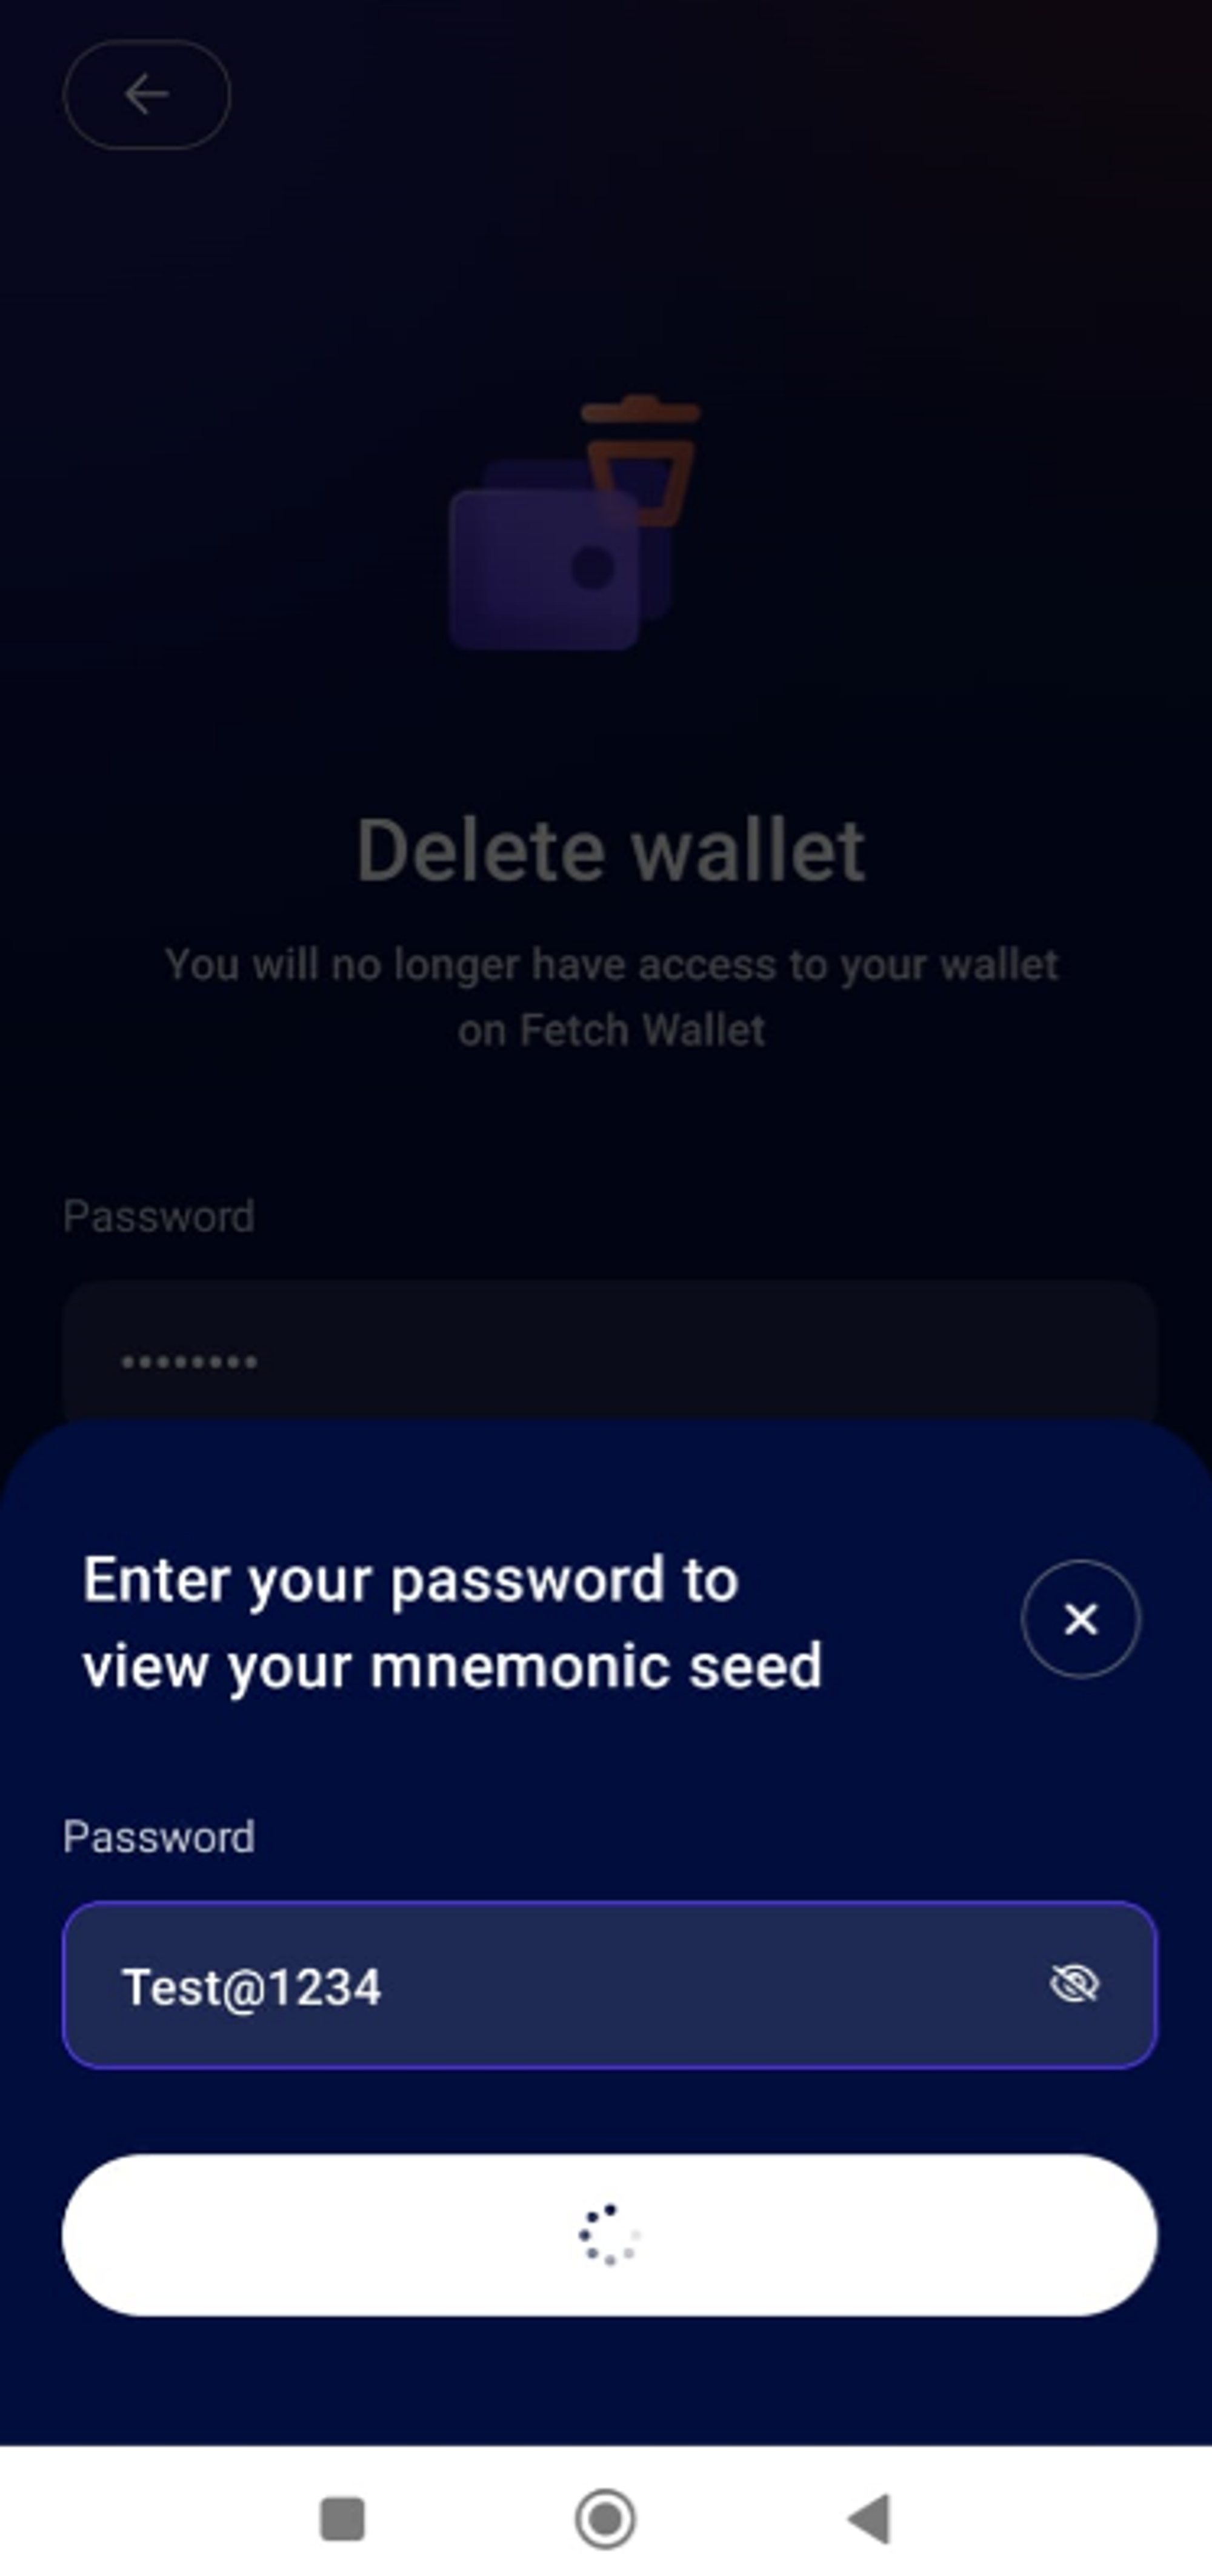 Delete wallet
You will no longer have access to your wallet
on Fetch Wallet
Password
••••••••
Enter your password to
view your mnemonic seed
Password
Test@1234